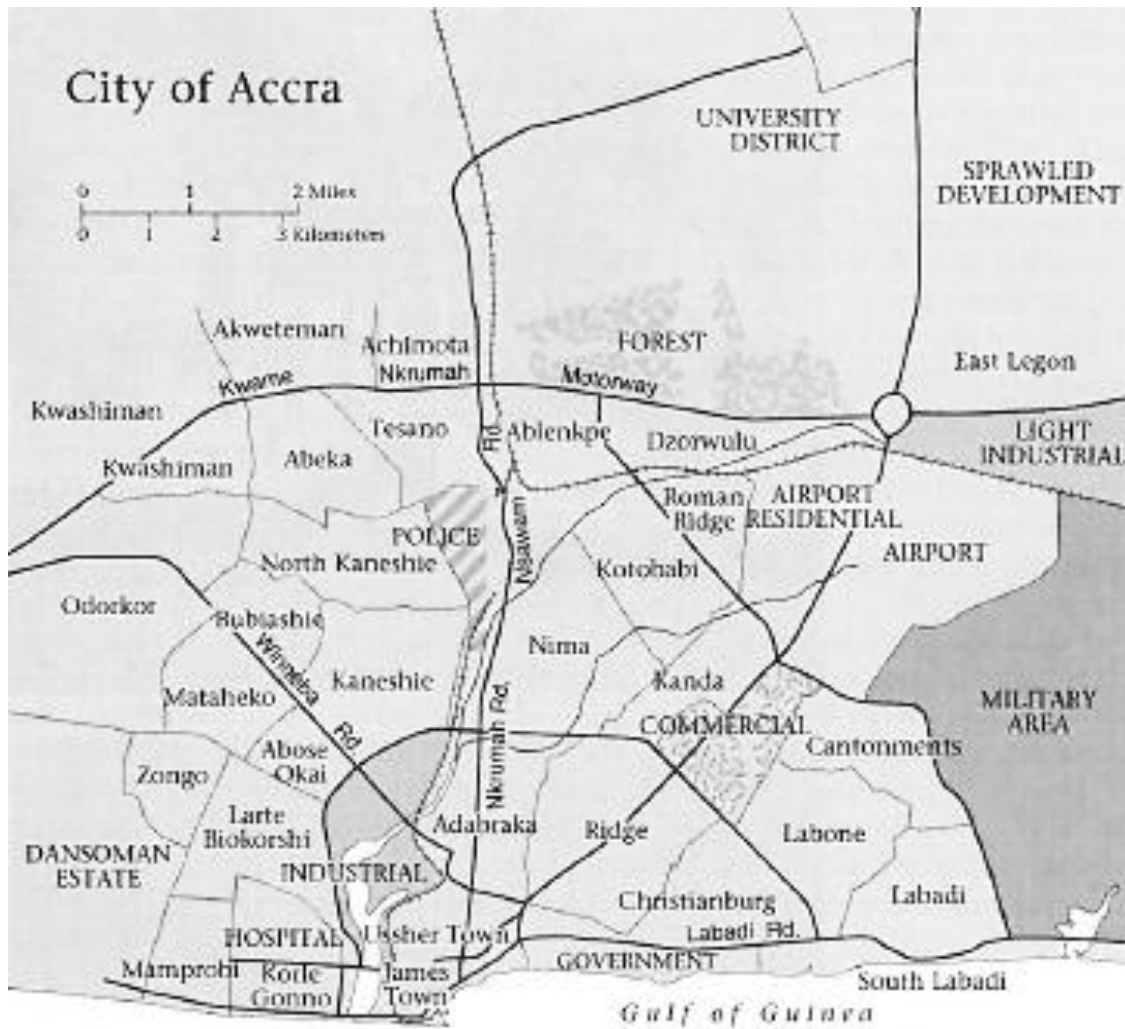 City of Accra
0 1 2 Miles
0 1 2 3 Kilometers
UNIVERSITY
DISTRICT
SPRAWLED
DEVELOPMENT
Akweteman
Achimota
FOREST
East Legon
Kwame Nkrumah Motorway
Kwashiman
Tesano
Rd.
Ablenkpe
Dzorwulu
LIGHT
INDUSTRIAL
Kwashiman
Abeka
Roman
Ridge
AIRPORT
RESIDENTIAL
POLICE
Nsawam
AIRPORT
North Kaneshie
Kotobabi
Odorkor
Bubiashie
Nima
Winneba Rd
Kaneshie
Kanda
Mataheko
Nkrumah Rd.
COMMERCIAL
MILITARY
AREA
Cantonments
Abose
Okai
Zongo
Larte
Biokorshi
Adabraka
Ridge
Labone
DANSOMAN
ESTATE
INDUSTRIAL
Labadi
Christianburg
HOSPITAL
Ussher Town
Labadi Rd.
Mamprobi
Korle
Gonno
James
Town
GOVERNMENT
South Labadi
Gulf of Guinea